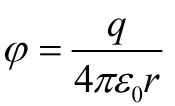 φ = q / 4πε₀r